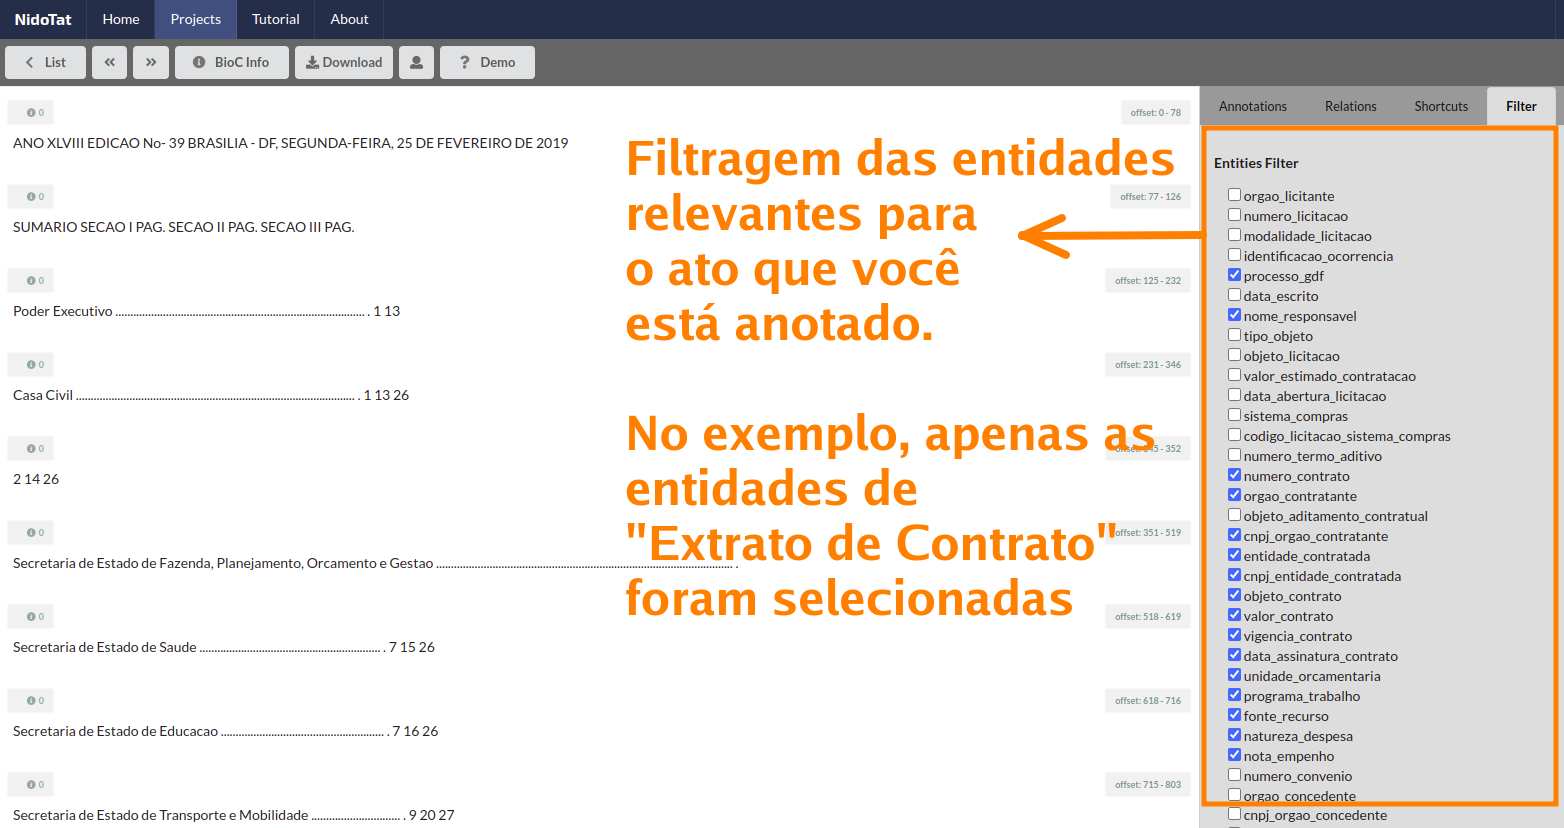 NidoTat Home Projects Tutorial About
List BioC Info Download Demo
Annotations Relations Shortcuts Filter
0 offset: 0 - 78
ANO XLVIII EDICAO No- 39 BRASILIA - DF, SEGUNDA-FEIRA, 25 DE FEVEREIRO DE 2019
0 offset: 77 - 126
SUMARIO SECAO I PAG. SECAO II PAG. SECAO III PAG.
0 offset: 125 - 232
Poder Executivo ................................................................................... . 1 13
0 offset: 231 - 346
Casa Civil ............................................................................................. . 1 13 26
0 offset: 345 - 352
2 14 26
0 offset: 351 - 519
Secretaria de Estado de Fazenda, Planejamento, Orcamento e Gestao ................................................................................................... .
0 offset: 518 - 619
Secretaria de Estado de Saude ............................................................. . 7 15 26
0 offset: 618 - 716
Secretaria de Estado de Educacao ...................................................... . 7 16 26
0 offset: 715 - 803
Secretaria de Estado de Transporte e Mobilidade .............................. . 9 20 27
Filtragem das entidades
relevantes para
o ato que você
está anotado.
No exemplo, apenas as
entidades de
"Extrato de Contrato"
foram selecionadas
Entities Filter
orgao_licitante
numero_licitacao
modalidade_licitacao
identificacao_ocorrencia
processo_gdf
data_escrito
nome_responsavel
tipo_objeto
objeto_licitacao
valor_estimado_contratacao
data_abertura_licitacao
sistema_compras
codigo_licitacao_sistema_compras
numero_termo_aditivo
numero_contrato
orgao_contratante
objeto_aditamento_contratual
cnpj_orgao_contratante
entidade_contratada
cnpj_entidade_contratada
objeto_contrato
valor_contrato
vigencia_contrato
data_assinatura_contrato
unidade_orcamentaria
programa_trabalho
fonte_recurso
natureza_despesa
nota_empenho
numero_convenio
orgao_concedente
cnpj_orgao_concedente